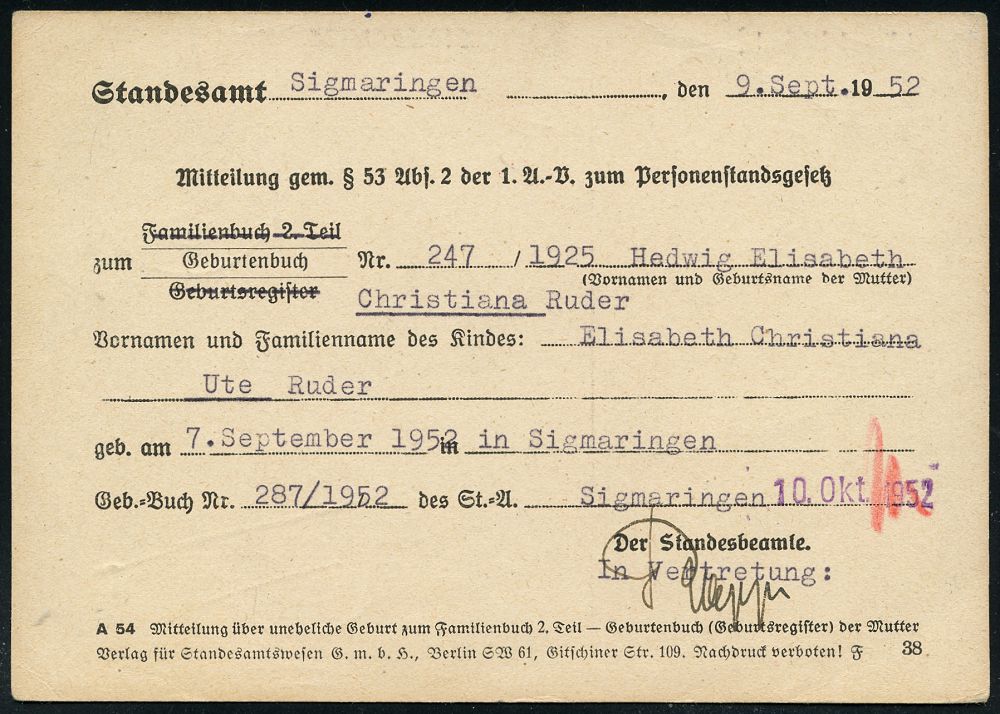 Standesamt Sigmaringen , den 9.Sept.19 52
Mitteilung gem. § 53 Abs. 2 der 1. A.-V. zum Personenstandsgesetz
Familienbuch 2. Teil
zum Geburtenbuch Nr. 247 / 1925 Hedwig Elisabeth
(Vornamen und Geburtsname der Mutter)
Geburtsregister Christiana Ruder
Vornamen und Familienname des Kindes: Elisabeth Christiana
Ute Ruder
geb. am 7.September 1952 in in Sigmaringen
Geb.-Buch Nr. 287/1952 des St.-A. Sigmaringen 10. Okt. 1952
Der Standesbeamte.
In Vertretung:
A 54 Mitteilung über uneheliche Geburt zum Familienbuch 2. Teil — Geburtenbuch (Geburtsregister) der Mutter
Verlag für Standesamtswesen G. m. b. H., Berlin SW 61, Gitschiner Str. 109. Nachdruck verboten! F 38